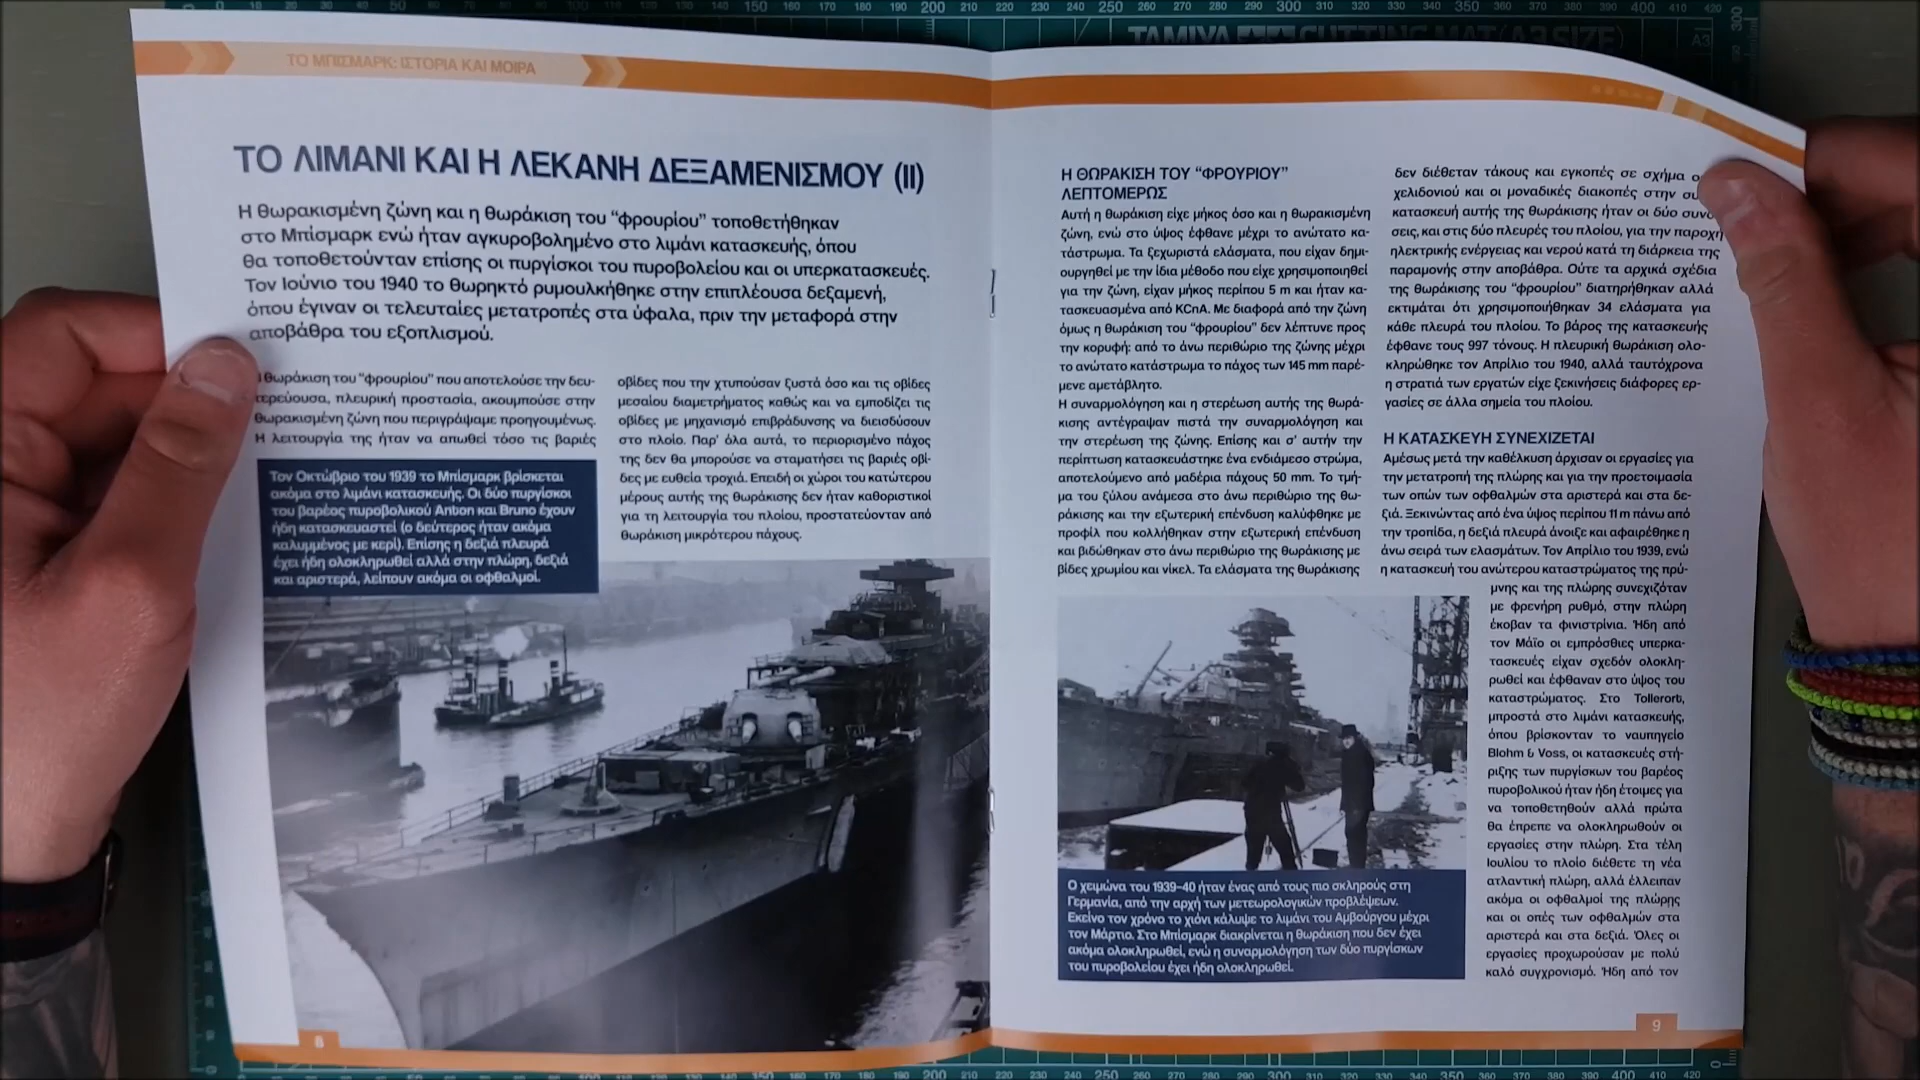 ΤΟ ΜΠΙΣΜΑΡΚ: ΙΣΤΟΡΙΑ ΚΑΙ ΜΟΙΡΑ
ΤΟ ΛΙΜΑΝΙ ΚΑΙ Η ΛΕΚΑΝΗ ΔΕΞΑΜΕΝΙΣΜΟΥ (II)
Η θωρακισμένη ζώνη και η θωράκιση του “φρουρίου” τοποθετήθηκαν
στο Μπίσμαρκ ενώ ήταν αγκυροβολημένο στο λιμάνι κατασκευής, όπου
θα τοποθετούνταν επίσης οι πυργίσκοι του πυροβολείου και οι υπερκατασκευές.
Τον Ιούνιο του 1940 το θωρηκτό ρυμουλκήθηκε στην επιπλέουσα δεξαμενή,
όπου έγιναν οι τελευταίες μετατροπές στα ύφαλα, πριν την μεταφορά στην
αποβάθρα του εξοπλισμού.
θωράκιση του “φρουρίου” που αποτελούσε την δευ-
τερεύουσα, πλευρική προστασία, ακουμπούσε στην
θωρακισμένη ζώνη που περιγράψαμε προηγουμένως.
Η λειτουργία της ήταν να απωθεί τόσο τις βαριές
Τον Οκτώβριο του 1939 το Μπίσμαρκ βρίσκεται
ακόμα στο λιμάνι κατασκευής. Οι δύο πυργίσκοι
του βαρέος πυροβολικού Anton και Bruno έχουν
ήδη κατασκευαστεί (ο δεύτερος ήταν ακόμα
καλυμμένος με κερί). Επίσης η δεξιά πλευρά
έχει ήδη ολοκληρωθεί αλλά στην πλώρη, δεξιά
και αριστερά, λείπουν ακόμα οι οφθαλμοί.
οβίδες που την χτυπούσαν ξυστά όσο και τις οβίδες
μεσαίου διαμετρήματος καθώς και να εμποδίζει τις
οβίδες με μηχανισμό επιβράδυνσης να διεισδύσουν
στο πλοίο. Παρ’ όλα αυτά, το περιορισμένο πάχος
της δεν θα μπορούσε να σταματήσει τις βαριές οβί-
δες με ευθεία τροχιά. Επειδή οι χώροι του κατώτερου
μέρους αυτής της θωράκισης δεν ήταν καθοριστικοί
για τη λειτουργία του πλοίου, προστατεύονταν από
θωράκιση μικρότερου πάχους.
8
Η ΘΩΡΑΚΙΣΗ ΤΟΥ “ΦΡΟΥΡΙΟΥ”
ΛΕΠΤΟΜΕΡΩΣ
Αυτή η θωράκιση είχε μήκος όσο και η θωρακισμένη
ζώνη, ενώ στο ύψος έφθανε μέχρι το ανώτατο κα-
τάστρωμα. Τα ξεχωριστά ελάσματα, που είχαν δημι-
ουργηθεί με την ίδια μέθοδο που είχε χρησιμοποιηθεί
για την ζώνη, είχαν μήκος περίπου 5 m και ήταν κα-
τασκευασμένα από KCnA. Με διαφορά από την ζώνη
όμως η θωράκιση του “φρουρίου” δεν λέπτυνε προς
την κορυφή: από το άνω περιθώριο της ζώνης μέχρι
το ανώτατο κατάστρωμα το πάχος των 145 mm παρέ-
μενε αμετάβλητο.
Η συναρμολόγηση και η στερέωση αυτής της θωρά-
κισης αντέγραψαν πιστά την συναρμολόγηση και
την στερέωση της ζώνης. Επίσης και σ’ αυτήν την
περίπτωση κατασκευάστηκε ένα ενδιάμεσο στρώμα,
αποτελούμενο από μαδέρια πάχους 50 mm. Το τμή-
μα του ξύλου ανάμεσα στο άνω περιθώριο της θω-
ράκισης και την εξωτερική επένδυση καλύφθηκε με
προφίλ που κολλήθηκαν στην εξωτερική επένδυση
και βιδώθηκαν στο άνω περιθώριο της θωράκισης με
βίδες χρωμίου και νίκελ. Τα ελάσματα της θωράκισης
Ο χειμώνα του 1939-40 ήταν ένας από τους πιο σκληρούς στη
Γερμανία, από την αρχή των μετεωρολογικών προβλέψεων.
Εκείνο τον χρόνο το χιόνι κάλυψε το λιμάνι του Αμβούργου μέχρι
τον Μάρτιο. Στο Μπίσμαρκ διακρίνεται η θωράκιση που δεν έχει
ακόμα ολοκληρωθεί, ενώ η συναρμολόγηση των δύο πυργίσκων
του πυροβολείου έχει ήδη ολοκληρωθεί.
δεν διέθεταν τάκους και εγκοπές σε σχήμα
χελιδονιού και οι μοναδικές διακοπές στην
κατασκευή αυτής της θωράκισης ήταν οι δύο
σεις, και στις δύο πλευρές του πλοίου, για την παροχή
ηλεκτρικής ενέργειας και νερού κατά τη διάρκεια της
παραμονής στην αποβάθρα. Ούτε τα αρχικά σχέδια
της θωράκισης του “φρουρίου” διατηρήθηκαν αλλά
εκτιμάται ότι χρησιμοποιήθηκαν 34 ελάσματα για
κάθε πλευρά του πλοίου. Το βάρος της κατασκευής
έφθανε τους 997 τόνους. Η πλευρική θωράκιση ολο-
κληρώθηκε τον Απρίλιο του 1940, αλλά ταυτόχρονα
η στρατιά των εργατών είχε ξεκινήσεις διάφορες ερ-
γασίες σε άλλα σημεία του πλοίου.
Η ΚΑΤΑΣΚΕΥΗ ΣΥΝΕΧΙΖΕΤΑΙ
Αμέσως μετά την καθέλκυση άρχισαν οι εργασίες για
την μετατροπή της πλώρης και για την προετοιμασία
των οπών των οφθαλμών στα αριστερά και στα δε-
ξιά. Ξεκινώντας από ένα ύψος περίπου 11 m πάνω από
την τροπίδα, η δεξιά πλευρά άνοιξε και αφαιρέθηκε η
άνω σειρά των ελασμάτων. Τον Απρίλιο του 1939, ενώ
η κατασκευή του ανώτερου καταστρώματος της πρύ-
μνης και της πλώρης συνεχιζόταν
με φρενήρη ρυθμό, στην πλώρη
έκοβαν τα φινιστρίνια. Ήδη από
τον Μάϊο οι εμπρόσθιες υπερκα-
τασκευές είχαν σχεδόν ολοκλη-
ρωθεί και έφθαναν στο ύψος του
καταστρώματος. Στο Tollerort,
μπροστά στο λιμάνι κατασκευής,
όπου βρίσκονταν το ναυπηγείο
Blohm & Voss, οι κατασκευές στή-
ριξης των πυργίσκων του βαρέος
πυροβολικού ήταν ήδη έτοιμες για
να τοποθετηθούν αλλά πρώτα
θα έπρεπε να ολοκληρωθούν οι
εργασίες στην πλώρη. Στα τέλη
Ιουλίου το πλοίο διέθετε τη νέα
ατλαντική πλώρη, αλλά έλλειπαν
ακόμα οι οφθαλμοί της πλώρης
και οι οπές των οφθαλμών στα
αριστερά και στα δεξιά. Όλες οι
εργασίες προχωρούσαν με πολύ
καλό συγχρονισμό. Ήδη από τον
9